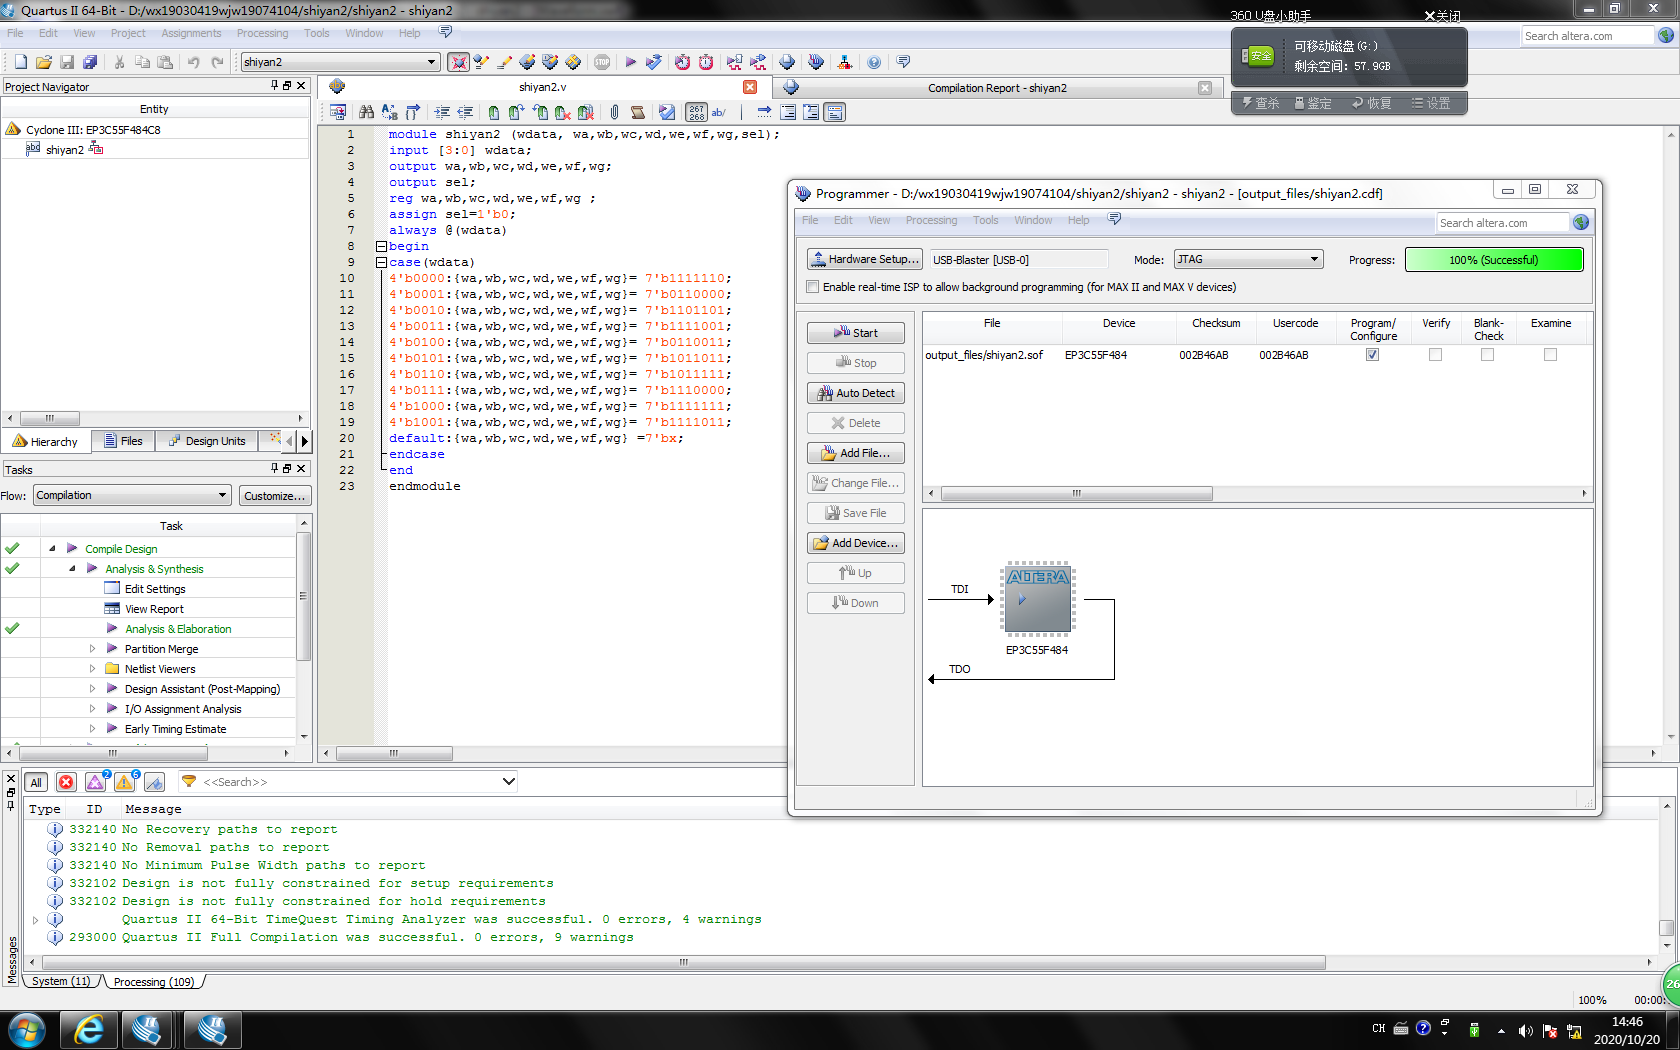 Quartus II 64-Bit - D:/wx19030419wjw19074104/shiyan2/shiyan2 - shiyan2
File Edit View Project Assignments Processing Tools Window Help
Search altera.com
360 U盘小助手 ✕关闭
安全
可移动磁盘(G:)
剩余空间: 57.9GB
查杀 鉴定 恢复 设置
shiyan2
STOP
Project Navigator
Entity
Cyclone III: EP3C55F484C8
abd shiyan2
Hierarchy Files Design Units
Tasks
Flow: Compilation Customize...
Task
Compile Design
Analysis & Synthesis
Edit Settings
View Report
Analysis & Elaboration
Partition Merge
Netlist Viewers
Design Assistant (Post-Mapping)
I/O Assignment Analysis
Early Timing Estimate
shiyan2.v
Compilation Report - shiyan2
267
268
ab/
1 module shiyan2 (wdata, wa,wb,wc,wd,we,wf,wg,sel);
2 input [3:0] wdata;
3 output wa,wb,wc,wd,we,wf,wg;
4 output sel;
5 reg wa,wb,wc,wd,we,wf,wg ;
6 assign sel=1'b0;
7 always @(wdata)
8 begin
9 case(wdata)
10 4'b0000:{wa,wb,wc,wd,we,wf,wg}= 7'b1111110;
11 4'b0001:{wa,wb,wc,wd,we,wf,wg}= 7'b0110000;
12 4'b0010:{wa,wb,wc,wd,we,wf,wg}= 7'b1101101;
13 4'b0011:{wa,wb,wc,wd,we,wf,wg}= 7'b1111001;
14 4'b0100:{wa,wb,wc,wd,we,wf,wg}= 7'b0110011;
15 4'b0101:{wa,wb,wc,wd,we,wf,wg}= 7'b1011011;
16 4'b0110:{wa,wb,wc,wd,we,wf,wg}= 7'b1011111;
17 4'b0111:{wa,wb,wc,wd,we,wf,wg}= 7'b1110000;
18 4'b1000:{wa,wb,wc,wd,we,wf,wg}= 7'b1111111;
19 4'b1001:{wa,wb,wc,wd,we,wf,wg}= 7'b1111011;
20 default:{wa,wb,wc,wd,we,wf,wg} =7'bx;
21 endcase
22 end
23 endmodule
Programmer - D:/wx19030419wjw19074104/shiyan2/shiyan2 - shiyan2 - [output_files/shiyan2.cdf]
File Edit View Processing Tools Window Help
Search altera.com
Hardware Setup... USB-Blaster [USB-0] Mode: JTAG Progress: 100% (Successful)
Enable real-time ISP to allow background programming (for MAX II and MAX V devices)
Start
Stop
Auto Detect
Delete
Add File...
Change File...
Save File
Add Device...
Up
Down
File Device Checksum Usercode Program/ Configure Verify Blank- Check Examine
output_files/shiyan2.sof EP3C55F484 002B46AB 002B46AB
TDI
ALTERA
EP3C55F484
TDO
All 2 6 <<Search>>
Type ID Message
332140 No Recovery paths to report
332140 No Removal paths to report
332140 No Minimum Pulse Width paths to report
332102 Design is not fully constrained for setup requirements
332102 Design is not fully constrained for hold requirements
Quartus II 64-Bit TimeQuest Timing Analyzer was successful. 0 errors, 4 warnings
293000 Quartus II Full Compilation was successful. 0 errors, 9 warnings
Messages
System (11) Processing (109)
26
100% 00:00:
CH
14:46
2020/10/20